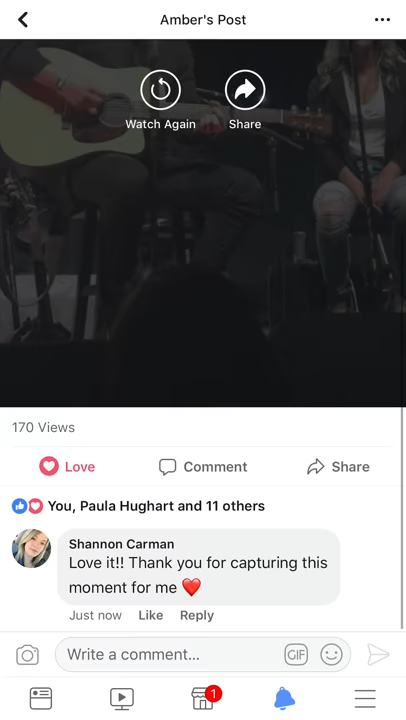 Amber's Post
Watch Again
Share
170 Views
Love
Comment
Share
You, Paula Hughart and 11 others
Shannon Carman
Love it!! Thank you for capturing this
moment for me ❤️
Just now Like Reply
Write a comment...
GIF
1